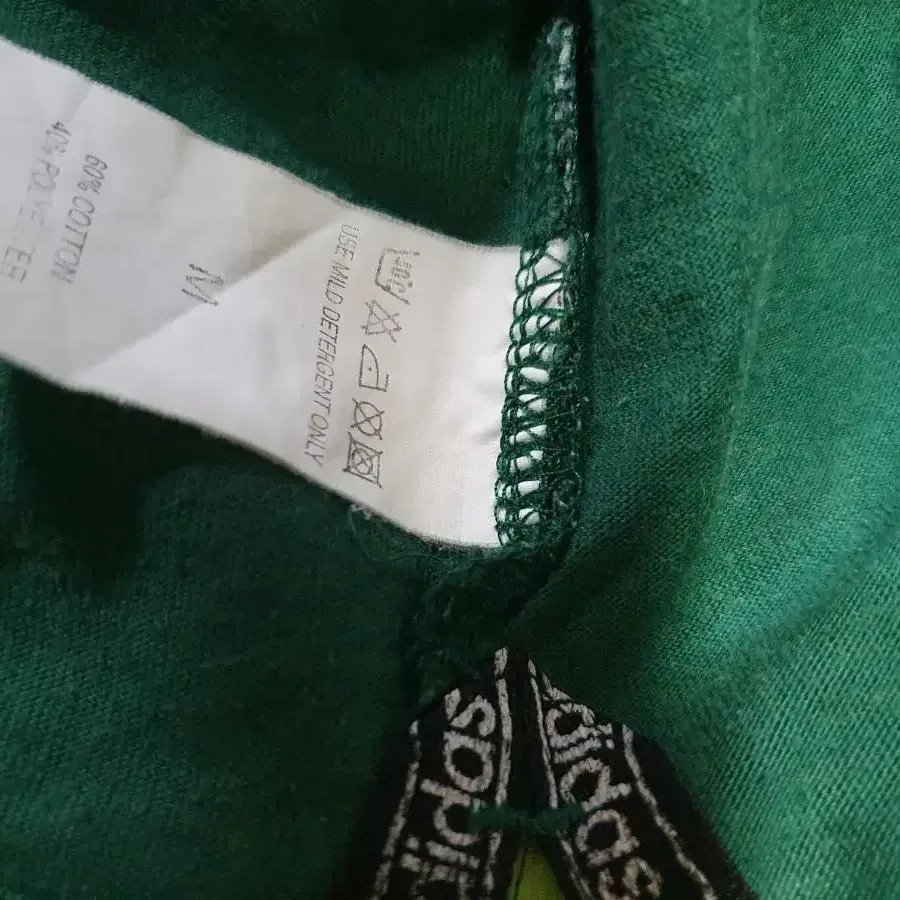 60% COTTON
40% POLYESTER
M
USE MILD DETERGENT ONLY
adidas
adidas